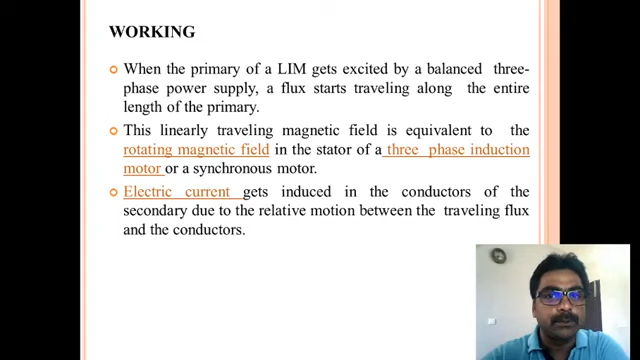 WORKING
When the primary of a LIM gets excited by a balanced three-
phase power supply, a flux starts traveling along the entire
length of the primary.
This linearly traveling magnetic field is equivalent to the
rotating magnetic field in the stator of a three phase induction
motor or a synchronous motor.
Electric current gets induced in the conductors of the
secondary due to the relative motion between the traveling flux
and the conductors.